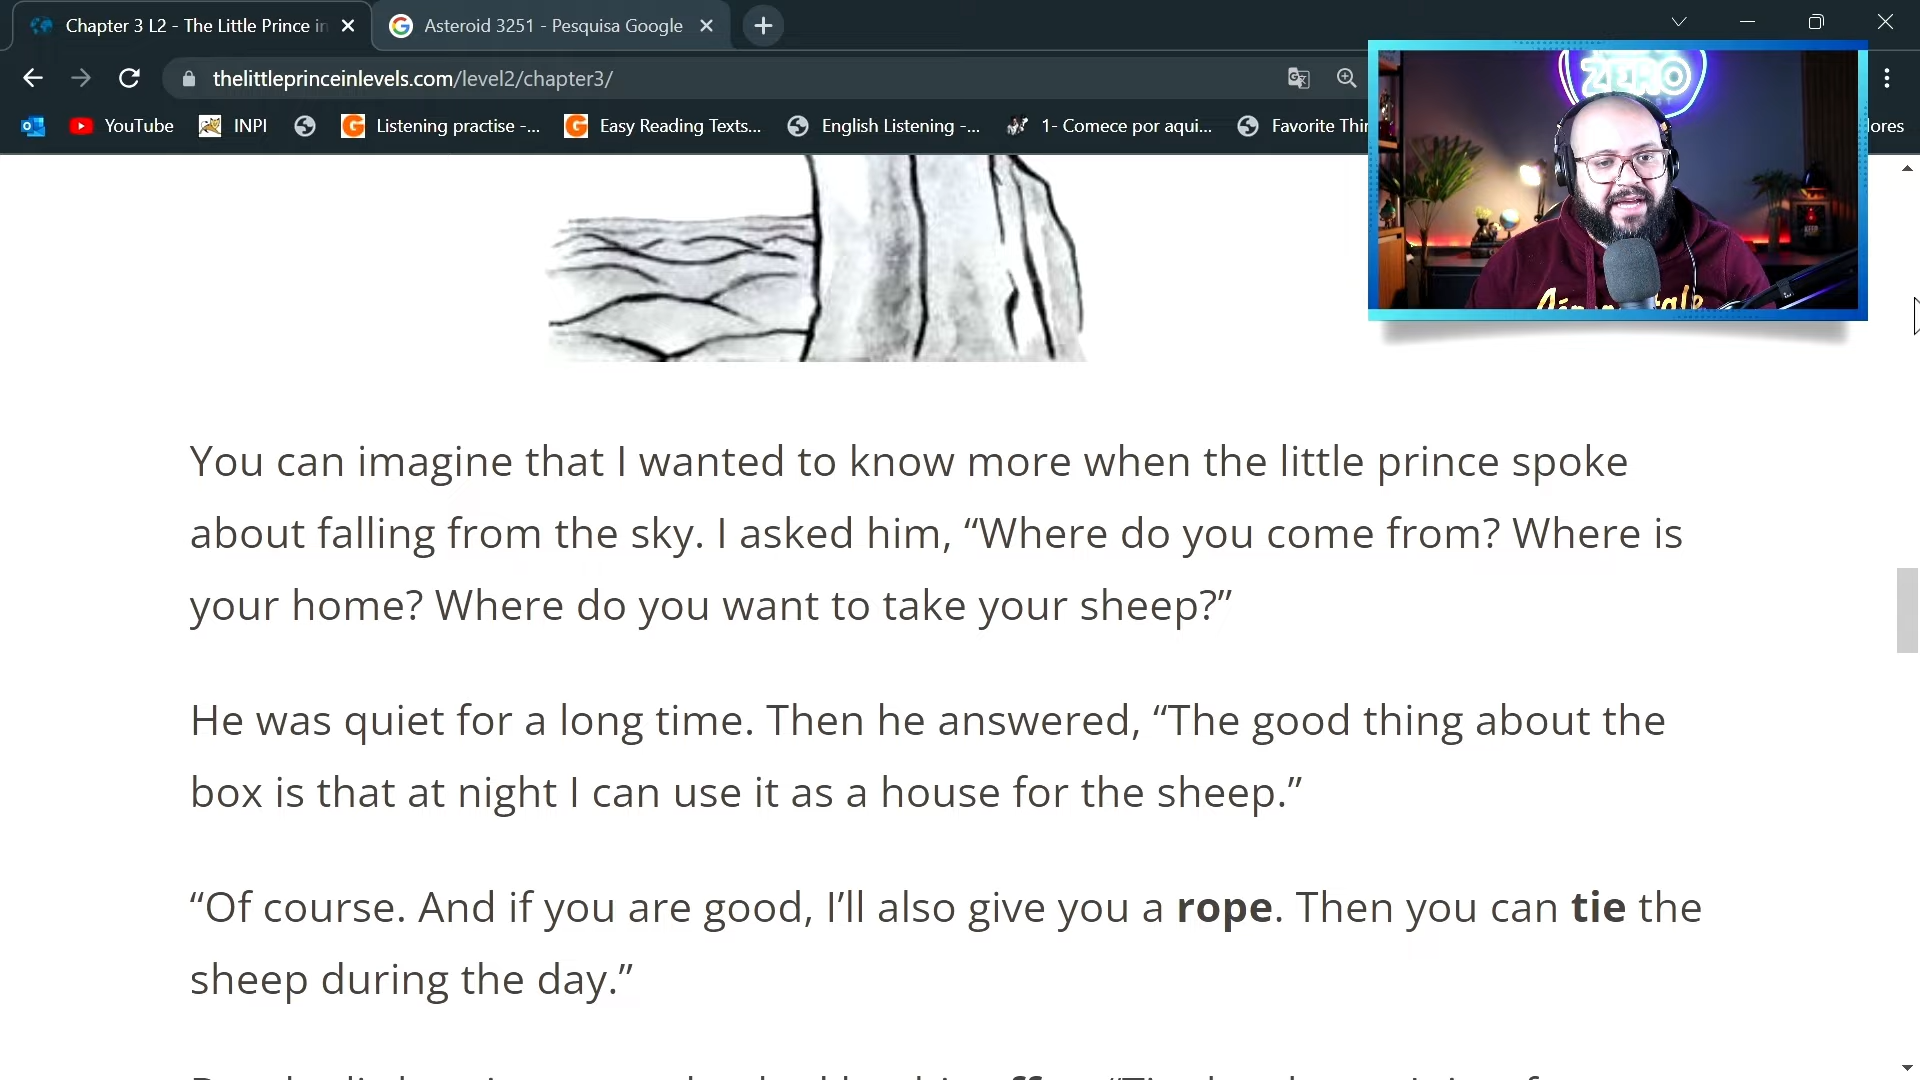 Chapter 3 L2 - The Little Prince in
Asteroid 3251 - Pesquisa Google
thelittleprinceinlevels.com/level2/chapter3/
YouTube
INPI
Listening practise -...
Easy Reading Texts...
English Listening -...
1- Comece por aqui...
Favorite Thin
ores
ZERO
You can imagine that I wanted to know more when the little prince spoke
about falling from the sky. I asked him, “Where do you come from? Where is
your home? Where do you want to take your sheep?”
He was quiet for a long time. Then he answered, “The good thing about the
box is that at night I can use it as a house for the sheep.”
“Of course. And if you are good, I’ll also give you a rope. Then you can tie the
sheep during the day.”